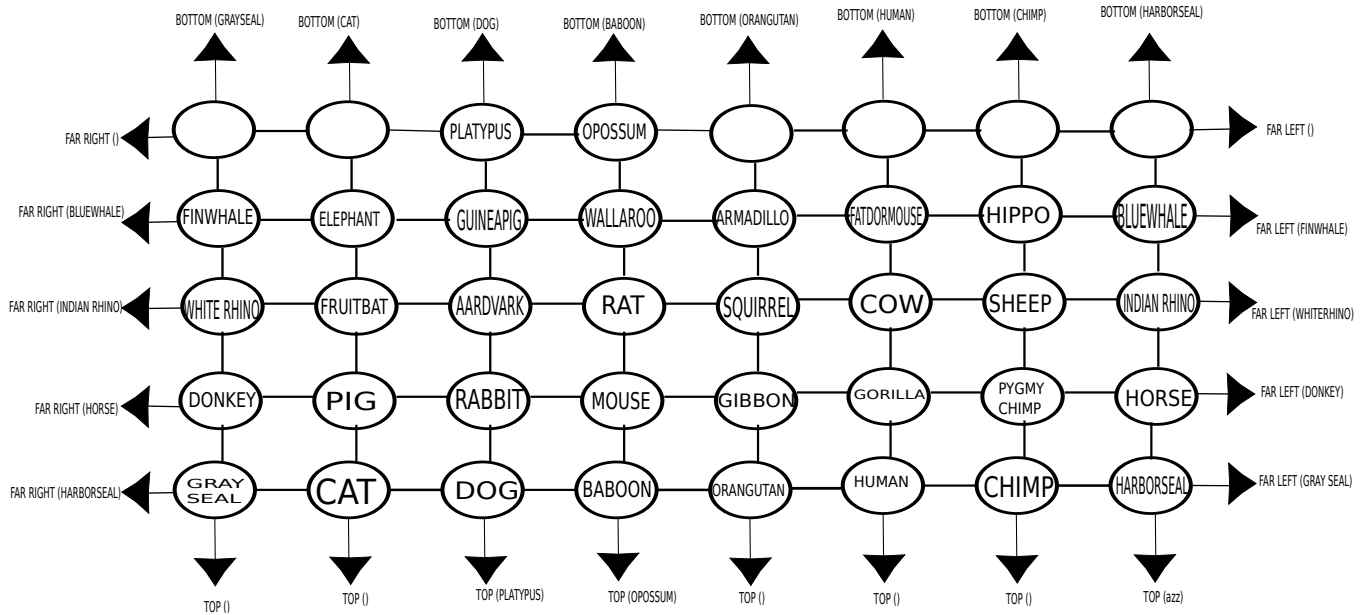 BOTTOM (GRAYSEAL) BOTTOM (CAT) BOTTOM (DOG) BOTTOM (BABOON) BOTTOM (ORANGUTAN) BOTTOM (HUMAN) BOTTOM (CHIMP) BOTTOM (HARBORSEAL)
FAR RIGHT () PLATYPUS OPOSSUM FAR LEFT ()
FAR RIGHT (BLUEWHALE) FINWHALE ELEPHANT GUINEAPIG WALLAROO ARMADILLO FATDORMOUSE HIPPO BLUEWHALE FAR LEFT (FINWHALE)
FAR RIGHT (INDIAN RHINO) WHITE RHINO FRUITBAT AARDVARK RAT SQUIRREL COW SHEEP INDIAN RHINO FAR LEFT (WHITERHINO)
FAR RIGHT (HORSE) DONKEY PIG RABBIT MOUSE GIBBON GORILLA PYGMY CHIMP HORSE FAR LEFT (DONKEY)
FAR RIGHT (HARBORSEAL) GRAY SEAL CAT DOG BABOON ORANGUTAN HUMAN CHIMP HARBORSEAL FAR LEFT (GRAY SEAL)
TOP () TOP () TOP (PLATYPUS) TOP (OPOSSUM) TOP () TOP () TOP () TOP (azz)